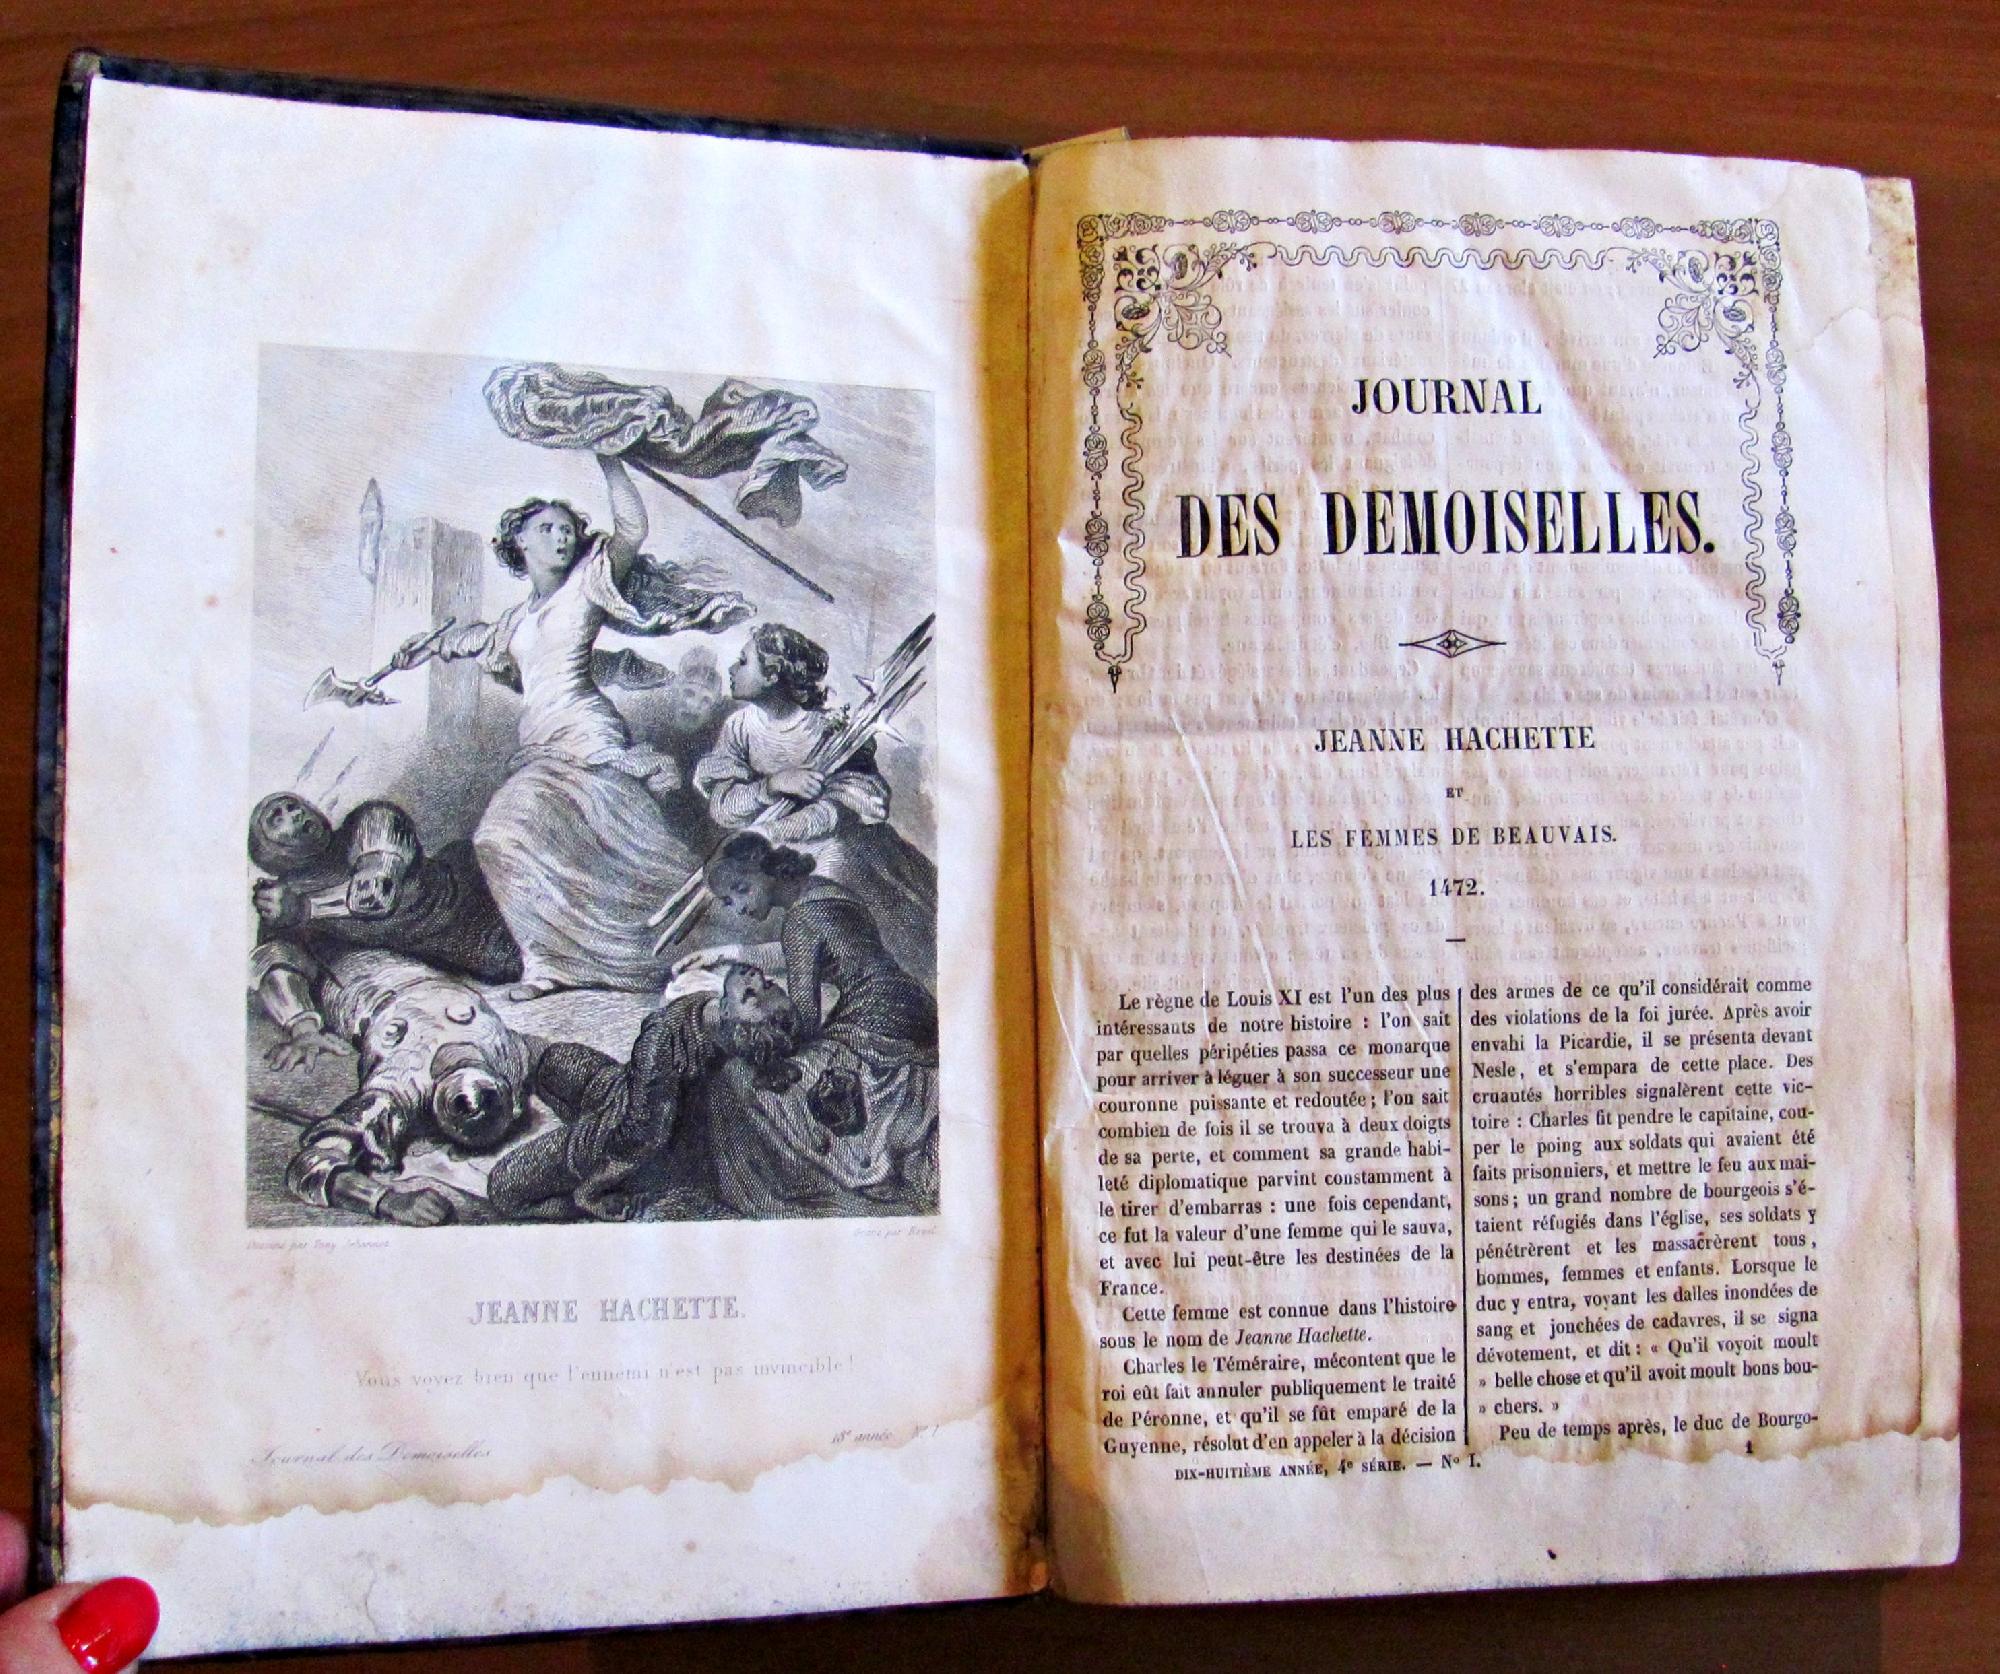 Dessiné par Tony Johannot
Gravé par Revel
JEANNE HACHETTE.
Vous voyez bien que l'ennemi n'est pas invincible!
Journal des Demoiselles
18e année N° 1
JOURNAL
DES DEMOISELLES.
JEANNE HACHETTE
ET
LES FEMMES DE BEAUVAIS.
1472.
Le règne de Louis XI est l'un des plus
intéressants de notre histoire : l'on sait
par quelles péripéties passa ce monarque
pour arriver à léguer à son successeur une
couronne puissante et redoutée ; l'on sait
combien de fois il se trouva à deux doigts
de sa perte, et comment sa grande habi-
leté diplomatique parvint constamment à
le tirer d'embarras : une fois cependant,
ce fut la valeur d'une femme qui le sauva,
et avec lui peut-être les destinées de la
France.
Cette femme est connue dans l'histoire
sous le nom de Jeanne Hachette.
Charles le Téméraire, mécontent que le
roi eût fait annuler publiquement le traité
de Péronne, et qu'il se fût emparé de la
Guyenne, résolut d'en appeler à la décision
des armes de ce qu'il considérait comme
des violations de la foi jurée. Après avoir
envahi la Picardie, il se présenta devant
Nesle, et s'empara de cette place. Des
cruautés horribles signalèrent cette vic-
toire : Charles fit pendre le capitaine, cou-
per le poing aux soldats qui avaient été
faits prisonniers, et mettre le feu aux mai-
sons ; un grand nombre de bourgeois s'é-
taient réfugiés dans l'église, ses soldats y
pénétrèrent et les massacrèrent tous,
hommes, femmes et enfants. Lorsque le
duc y entra, voyant les dalles inondées de
sang et jonchées de cadavres, il se signa
dévotement, et dit : « Qu'il voyoit moult
» belle chose et qu'il avoit moult bons bou-
» chers. »
Peu de temps après, le duc de Bourgo-
DIX-HUITIÈME ANNÉE, 4e SÉRIE. — No I.
1